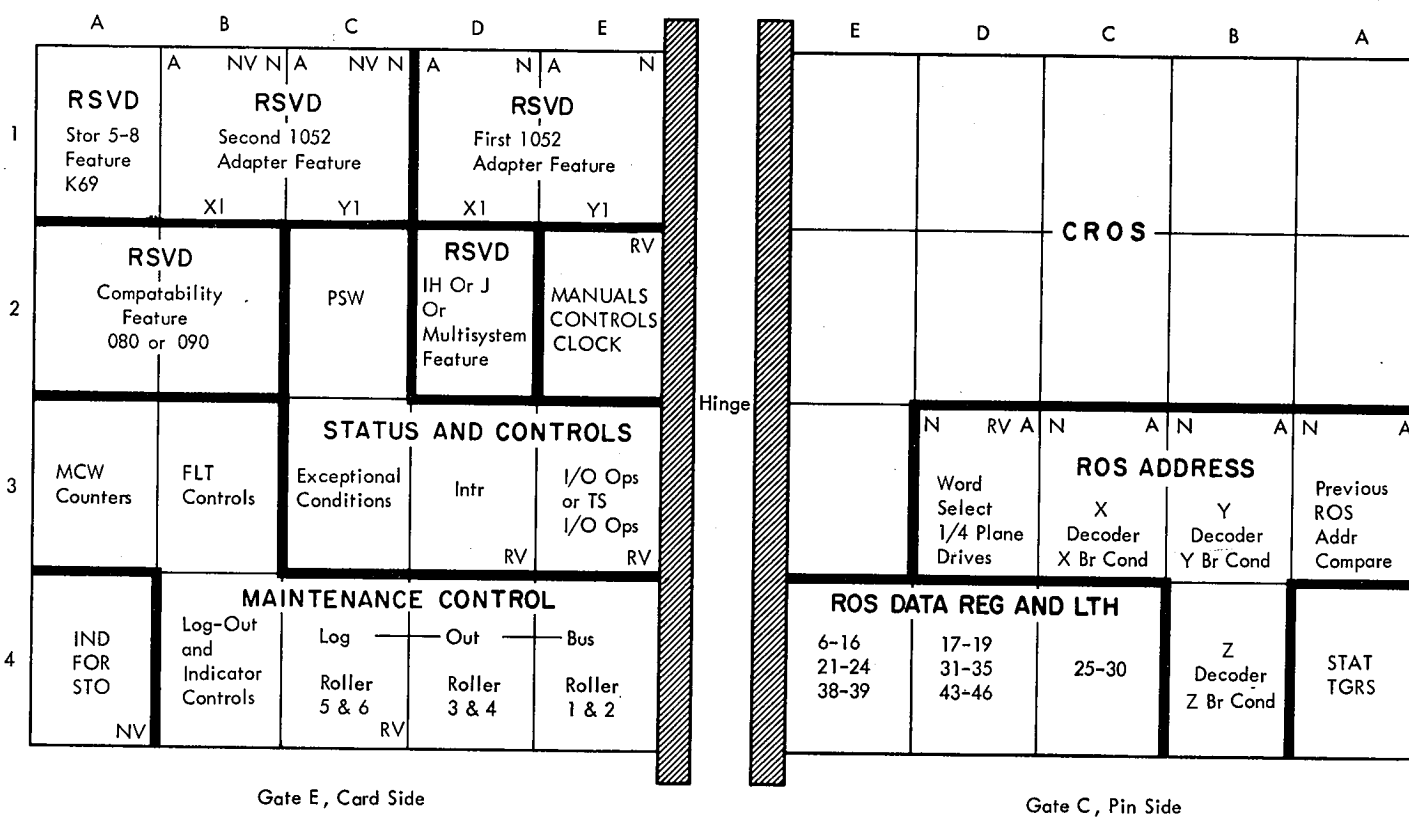 A B C D E
E D C B A
1
RSVD
Stor 5-8
Feature
K69
A NV N A NV N
RSVD
Second 1052
Adapter Feature
X1 Y1
A N A N
RSVD
First 1052
Adapter Feature
X1 Y1
2
RSVD
Compatability
Feature
080 or 090
PSW
RSVD
IH Or J
Or
Multisystem
Feature
RV
MANUALS
CONTROLS
CLOCK
3
MCW
Counters
FLT
Controls
STATUS AND CONTROLS
Exceptional
Conditions
Intr
RV
I/O Ops
or TS
I/O Ops
RV
4
IND
FOR
STO
NV
MAINTENANCE CONTROL
Log-Out
and
Indicator
Controls
Log Out Bus
Roller
5 & 6
RV
Roller
3 & 4
Roller
1 & 2
Gate E, Card Side
Hinge
CROS
N RV A N A N A N A
ROS ADDRESS
Word
Select
1/4 Plane
Drives
X
Decoder
X Br Cond
Y
Decoder
Y Br Cond
Previous
ROS
Addr
Compare
ROS DATA REG AND LTH
6-16
21-24
38-39
17-19
31-35
43-46
25-30
Z
Decoder
Z Br Cond
STAT
TGRS
Gate C, Pin Side